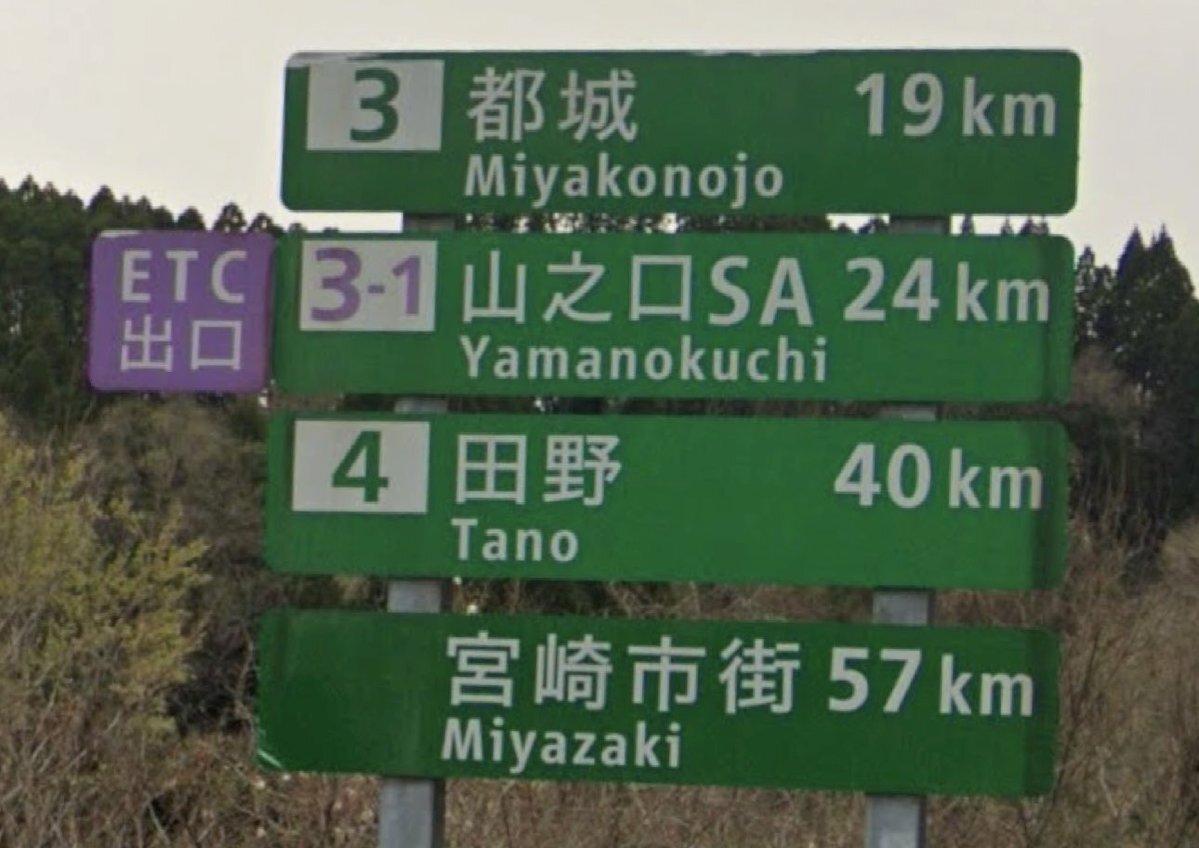 3 都城 19 km
Miyakonojo
ETC
出口
3-1 山之口SA 24 km
Yamanokuchi
4 田野 40 km
Tano
宮崎市街 57 km
Miyazaki